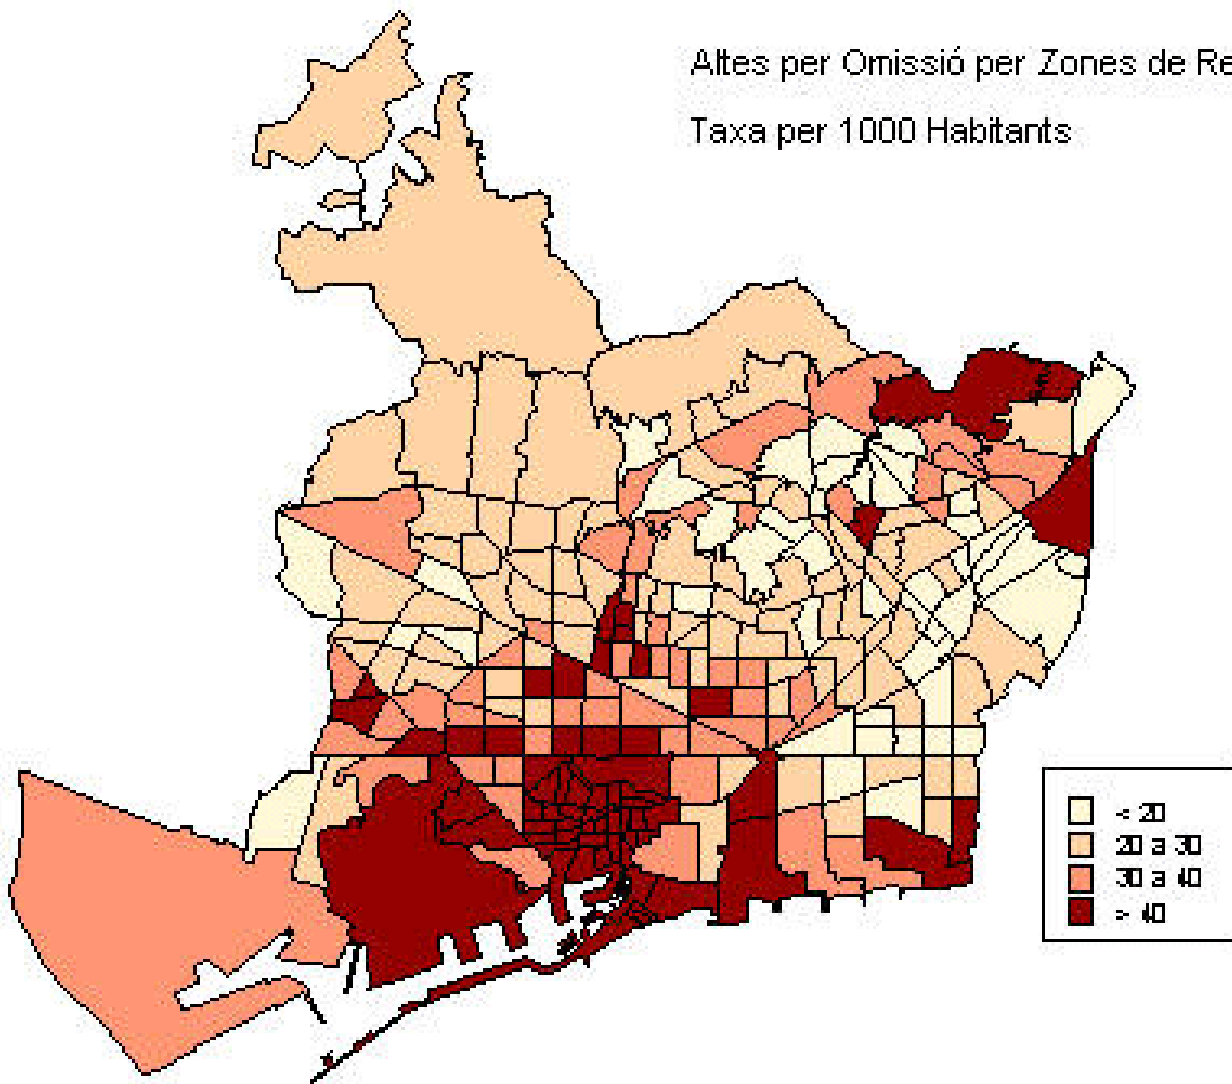 Altes per Omissió per Zones de Re
Taxa per 1000 Habitants
< 20
20 a 30
30 a 40
> 40